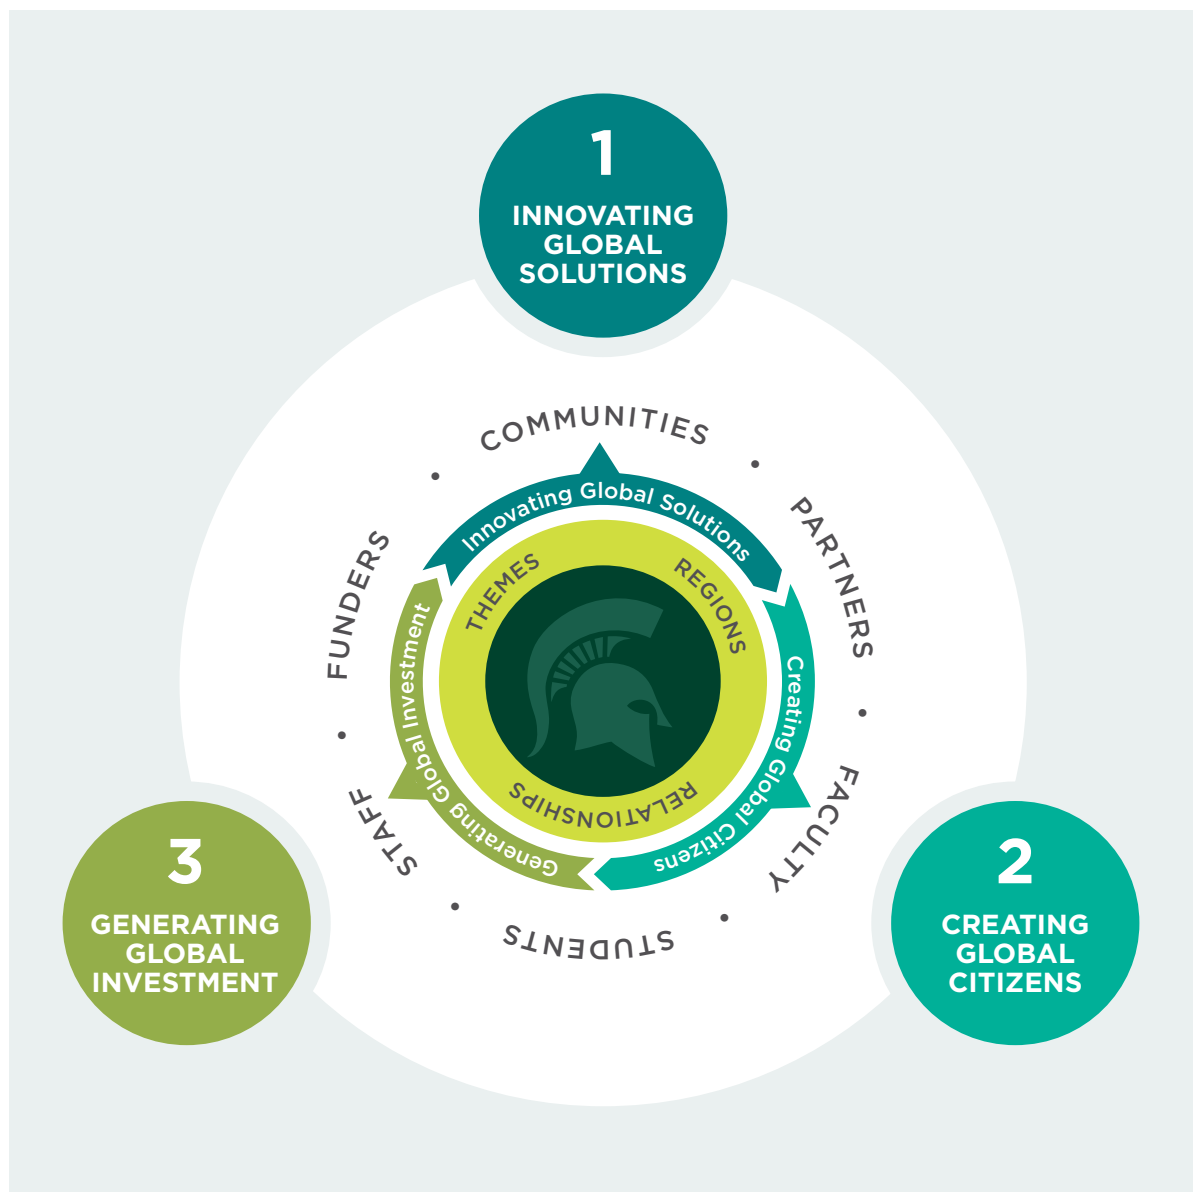 1
INNOVATING
GLOBAL
SOLUTIONS
COMMUNITIES
•
PARTNERS
•
FACULTY
•
STUDENTS
•
STAFF
•
FUNDERS
•
Innovating Global Solutions
Creating Global Citizens
Generating Global Investment
THEMES
REGIONS
RELATIONSHIPS
3
GENERATING
GLOBAL
INVESTMENT
2
CREATING
GLOBAL
CITIZENS